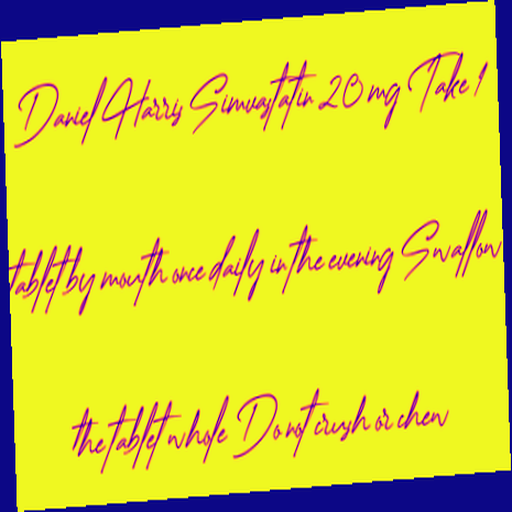 Daniel Harris Simvastatin 20 mg Take 1
tablet by mouth once daily in the evening Swallow
the tablet whole Do not crush or chew